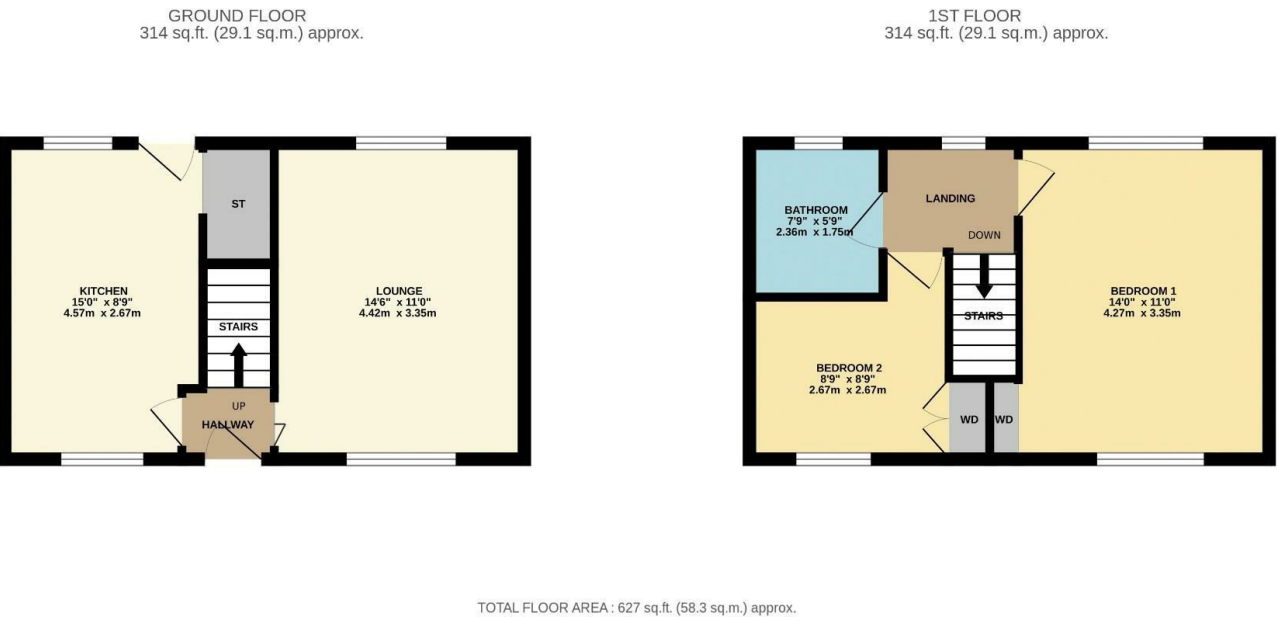 GROUND FLOOR
314 sq.ft. (29.1 sq.m.) approx.
ST
KITCHEN
15'0" x 8'9"
4.57m x 2.67m
LOUNGE
14'6" x 11'0"
4.42m x 3.35m
STAIRS
UP
HALLWAY
1ST FLOOR
314 sq.ft. (29.1 sq.m.) approx.
BATHROOM
7'9" x 5'9"
2.36m x 1.75m
LANDING
DOWN
STAIRS
BEDROOM 1
14'0" x 11'0"
4.27m x 3.35m
BEDROOM 2
8'9" x 8'9"
2.67m x 2.67m
WD
WD
TOTAL FLOOR AREA : 627 sq.ft. (58.3 sq.m.) approx.